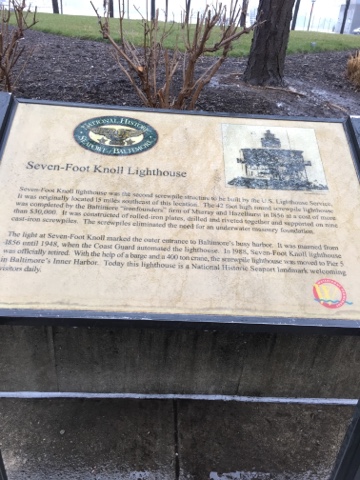 NATIONAL HISTORIC
SEAPORT of BALTIMORE
Seven-Foot Knoll Lighthouse
Seven-Foot Knoll lighthouse was the second screwpile structure to be built by the U.S. Lighthouse Service.
It was originally located 15 miles southeast of this location. The 42 foot high round screwpile lighthouse
was completed by the Baltimore "ironfounders" firm of Murray and Hazelhurst in 1856 at a cost of more
than $30,000. It was constructed of rolled-iron plates, drilled and riveted together and supported on nine
cast-iron screwpiles. The screwpiles eliminated the need for an underwater masonry foundation.
The light at Seven-Foot Knoll marked the outer entrance to Baltimore's busy harbor. It was manned from
1856 until 1948, when the Coast Guard automated the lighthouse. In 1988, Seven-Foot Knoll lighthouse
was officially retired. With the help of a barge and a 400 ton crane, the screwpile lighthouse was moved to Pier 5
in Baltimore's Inner Harbor. Today this lighthouse is a National Historic Seaport landmark welcoming
visitors daily.